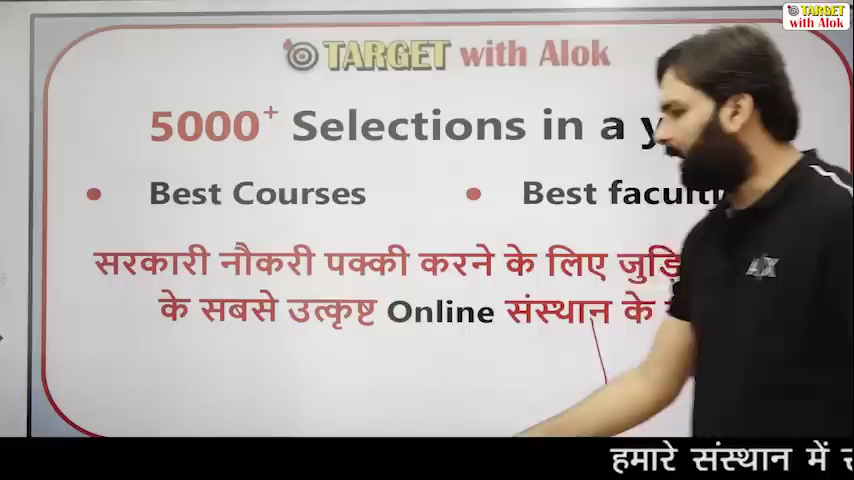 TARGET
with Alok
TARGET with Alok
5000+ Selections in a
• Best Courses • Best
सरकारी नौकरी पक्की करने के लिए
के सबसे उत्कृष्ट Online संस्थान के
AX
हमारे संस्थान में